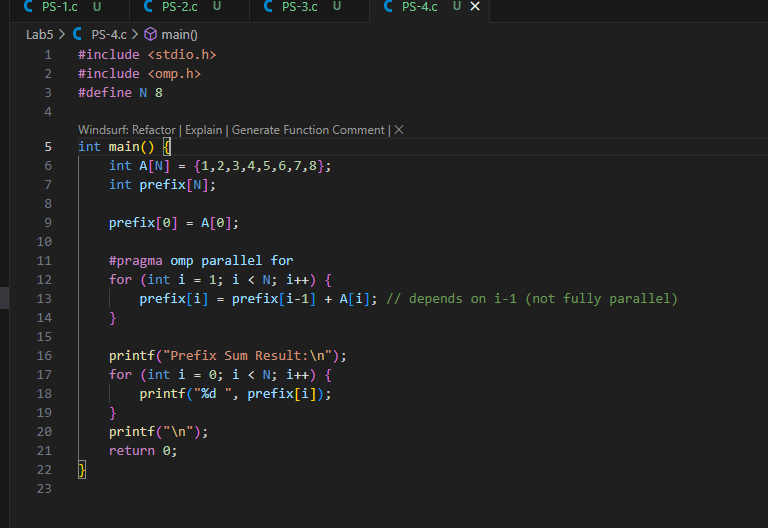 PS-1.c U PS-2.c U PS-3.c U PS-4.c U
Lab5 > PS-4.c > main()
1 #include <stdio.h>
2 #include <omp.h>
3 #define N 8
4
Windsurf: Refactor | Explain | Generate Function Comment | ×
5 int main() {
6     int A[N] = {1,2,3,4,5,6,7,8};
7     int prefix[N];
8
9     prefix[0] = A[0];
10
11     #pragma omp parallel for
12     for (int i = 1; i < N; i++) {
13         prefix[i] = prefix[i-1] + A[i]; // depends on i-1 (not fully parallel)
14     }
15
16     printf("Prefix Sum Result:\n");
17     for (int i = 0; i < N; i++) {
18         printf("%d ", prefix[i]);
19     }
20     printf("\n");
21     return 0;
22 }
23